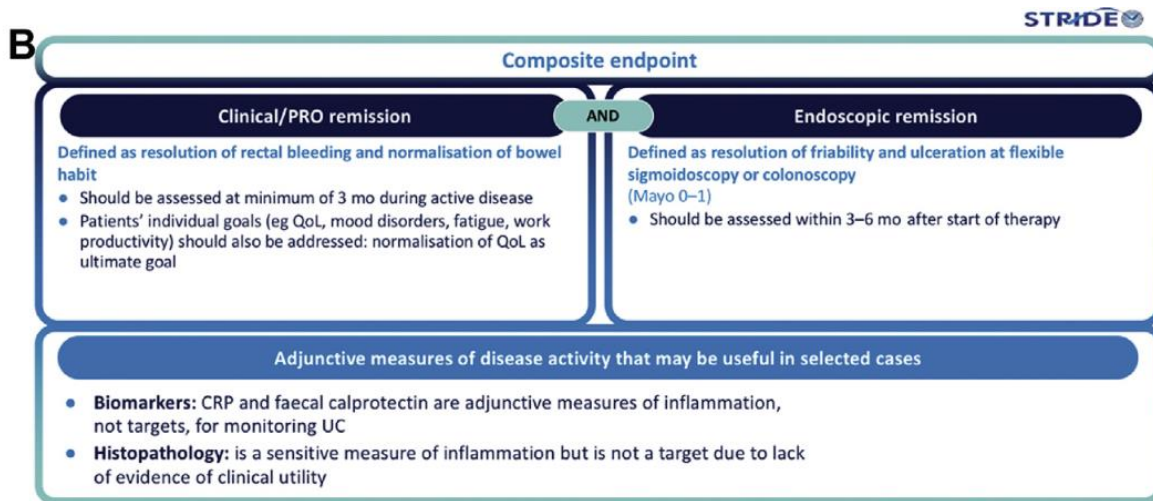 STRIDE
B
Composite endpoint
Clinical/PRO remission
AND
Endoscopic remission
Defined as resolution of rectal bleeding and normalisation of bowel
habit
● Should be assessed at minimum of 3 mo during active disease
● Patients' individual goals (eg QoL, mood disorders, fatigue, work
productivity) should also be addressed: normalisation of QoL as
ultimate goal
Defined as resolution of friability and ulceration at flexible
sigmoidoscopy or colonoscopy
(Mayo 0–1)
● Should be assessed within 3–6 mo after start of therapy
Adjunctive measures of disease activity that may be useful in selected cases
● Biomarkers: CRP and faecal calprotectin are adjunctive measures of inflammation,
not targets, for monitoring UC
● Histopathology: is a sensitive measure of inflammation but is not a target due to lack
of evidence of clinical utility